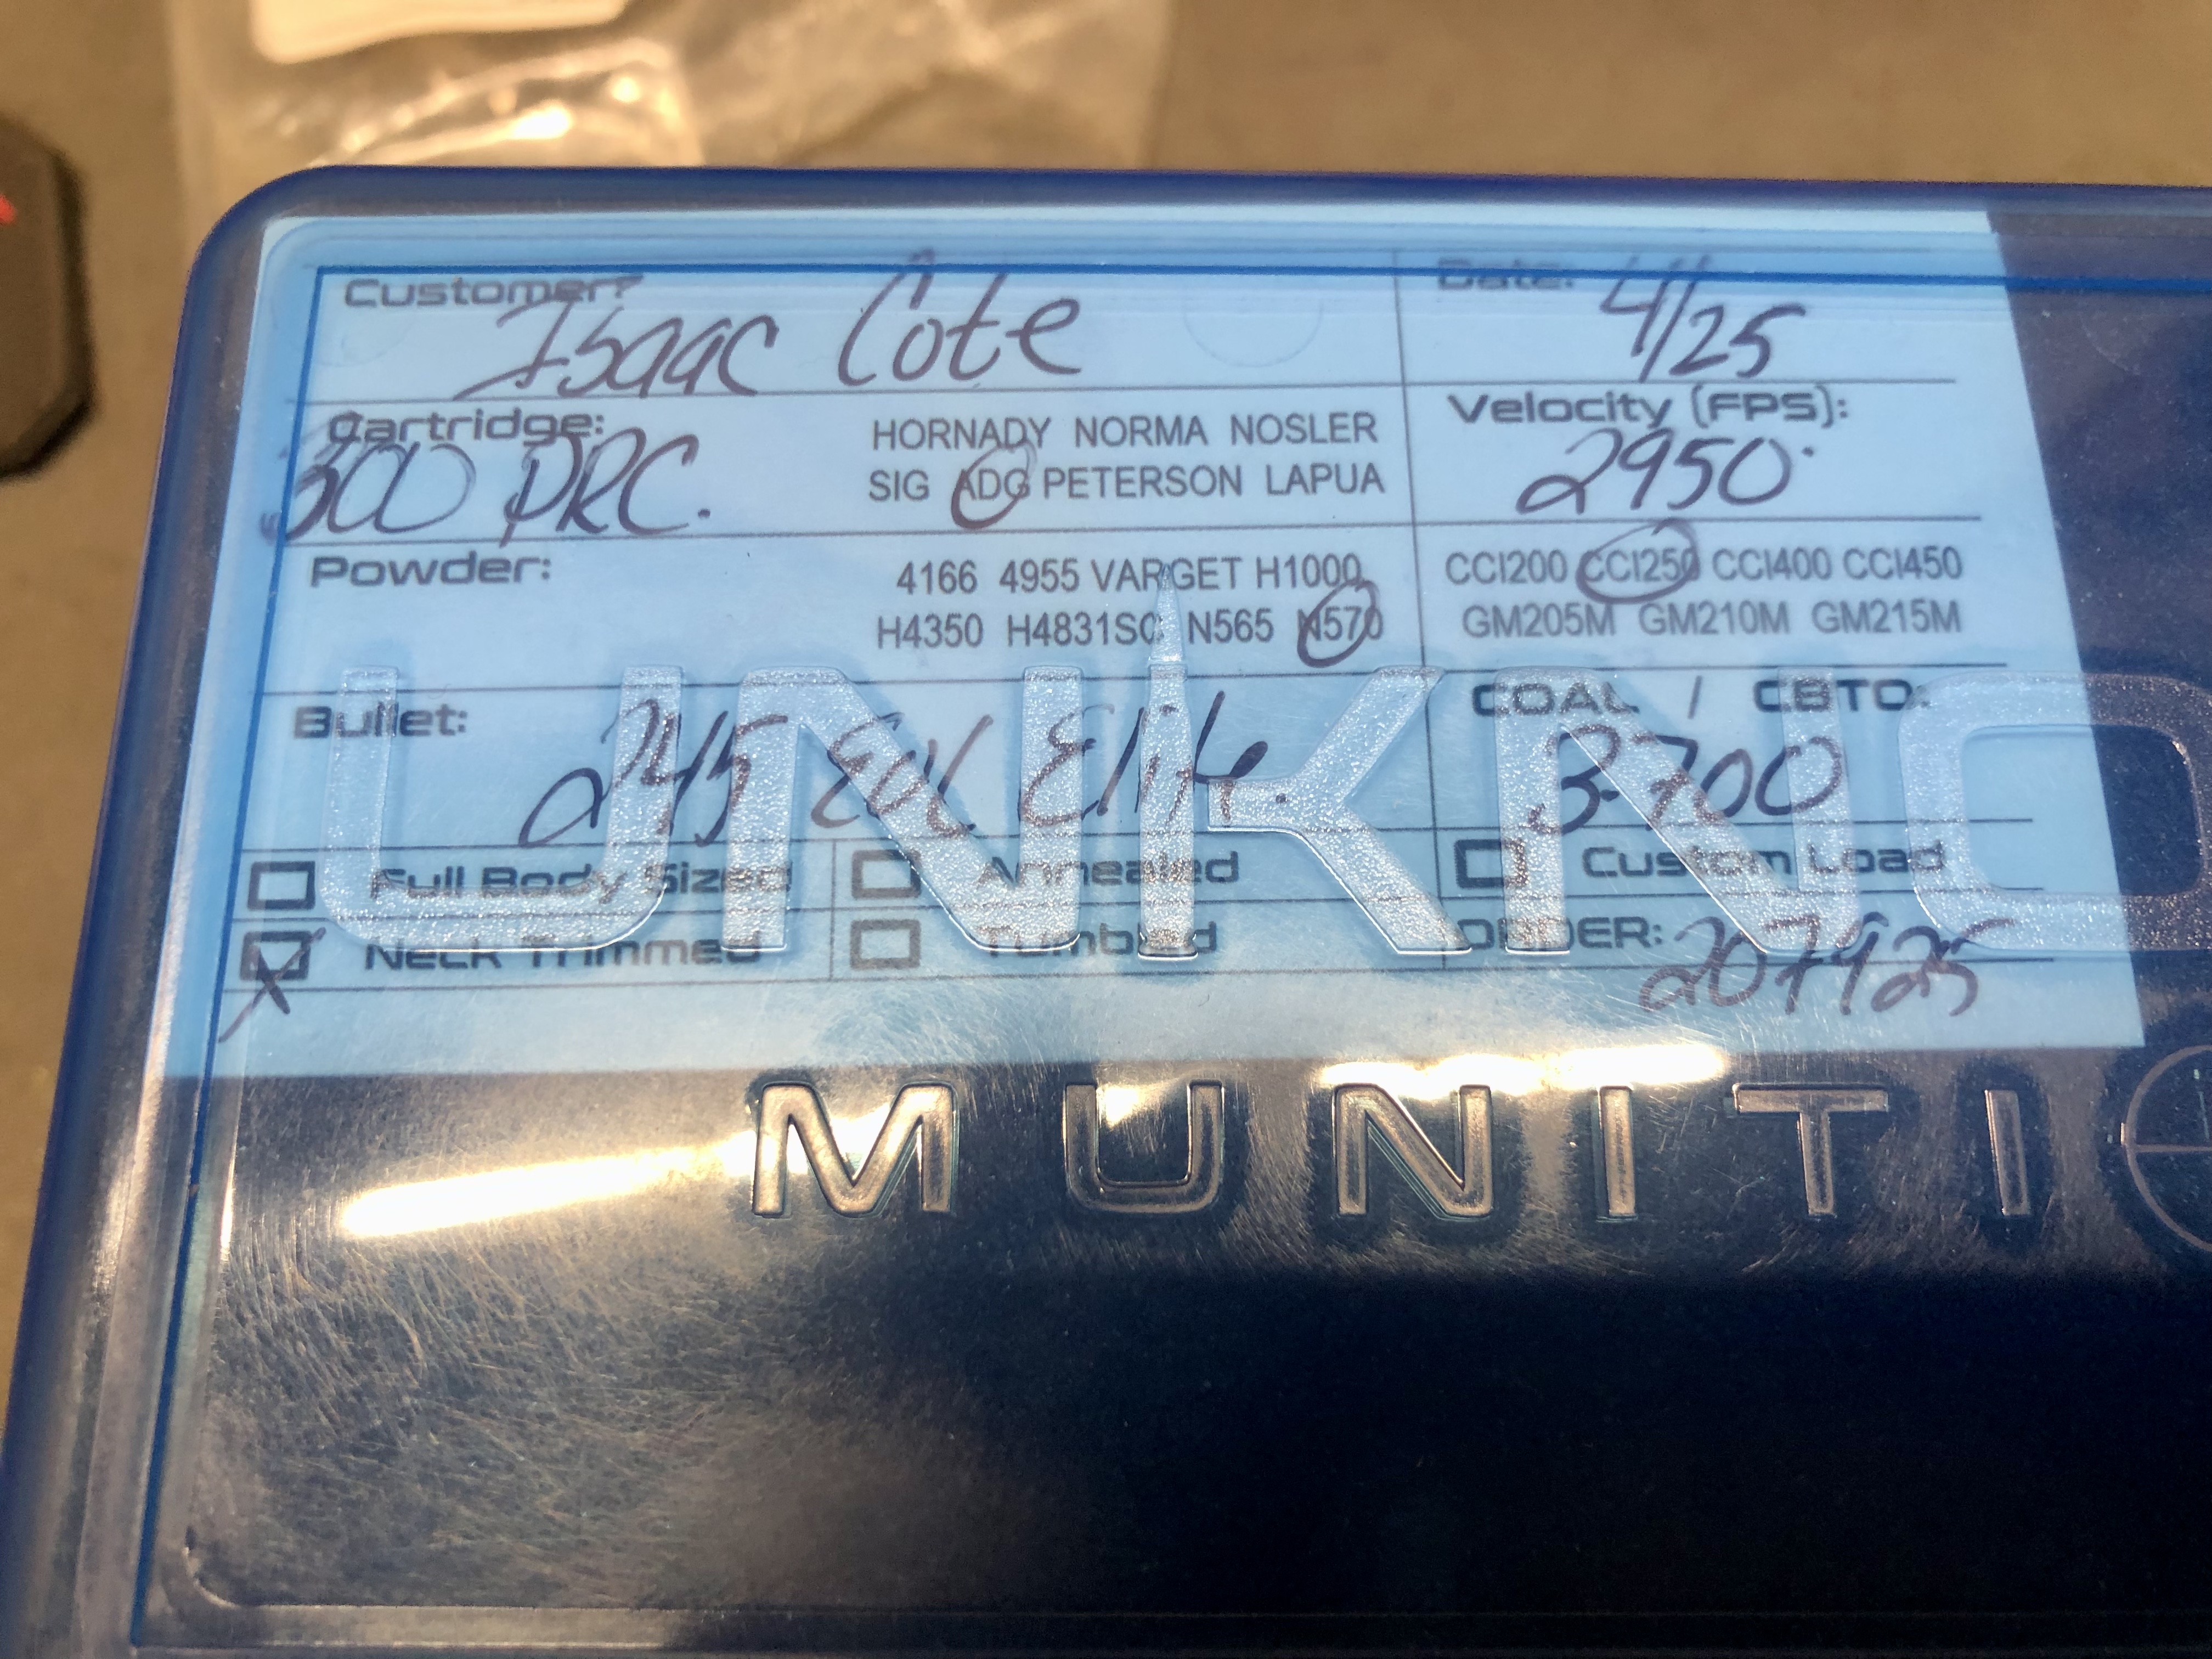 Customer: Isaac Cote Date: 4/25
Cartridge: 300 PRC. HORNADY NORMA NOSLER Velocity (FPS):
SIG ADG PETERSON LAPUA 2950
Powder: 4166 4955 VARGET H1000 CCI200 CCI250 CCI400 CCI450
H4350 H4831SC N565 N570 GM205M GM210M GM215M
Bullet: 245 EOL Elite COAL / CBTO:
3.700
Full Body Sized Annealed Custom Load
Neck Trimmed Tumbled ORDER: 207925
UNKNO
MUNITIO